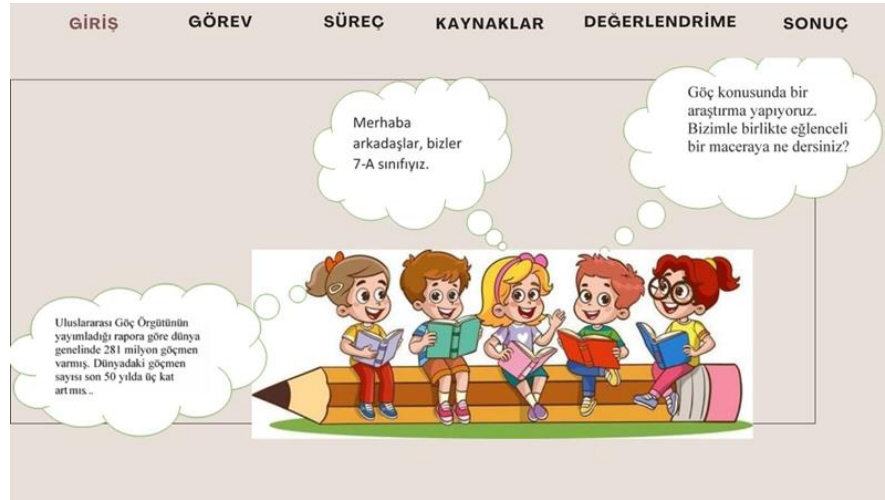 GİRİŞ GÖREV SÜREÇ KAYNAKLAR DEĞERLENDRİME SONUÇ
Merhaba
arkadaşlar, bizler
7-A sınıfıyız.
Göç konusunda bir
araştırma yapıyoruz.
Bizimle birlikte eğlenceli
bir maceraya ne dersiniz?
Uluslararası Göç Örgütünün
yayımladığı rapora göre dünya
genelinde 281 milyon göçmen
varmış. Dünyadaki göçmen
sayısı son 50 yılda üç kat
artmıs...